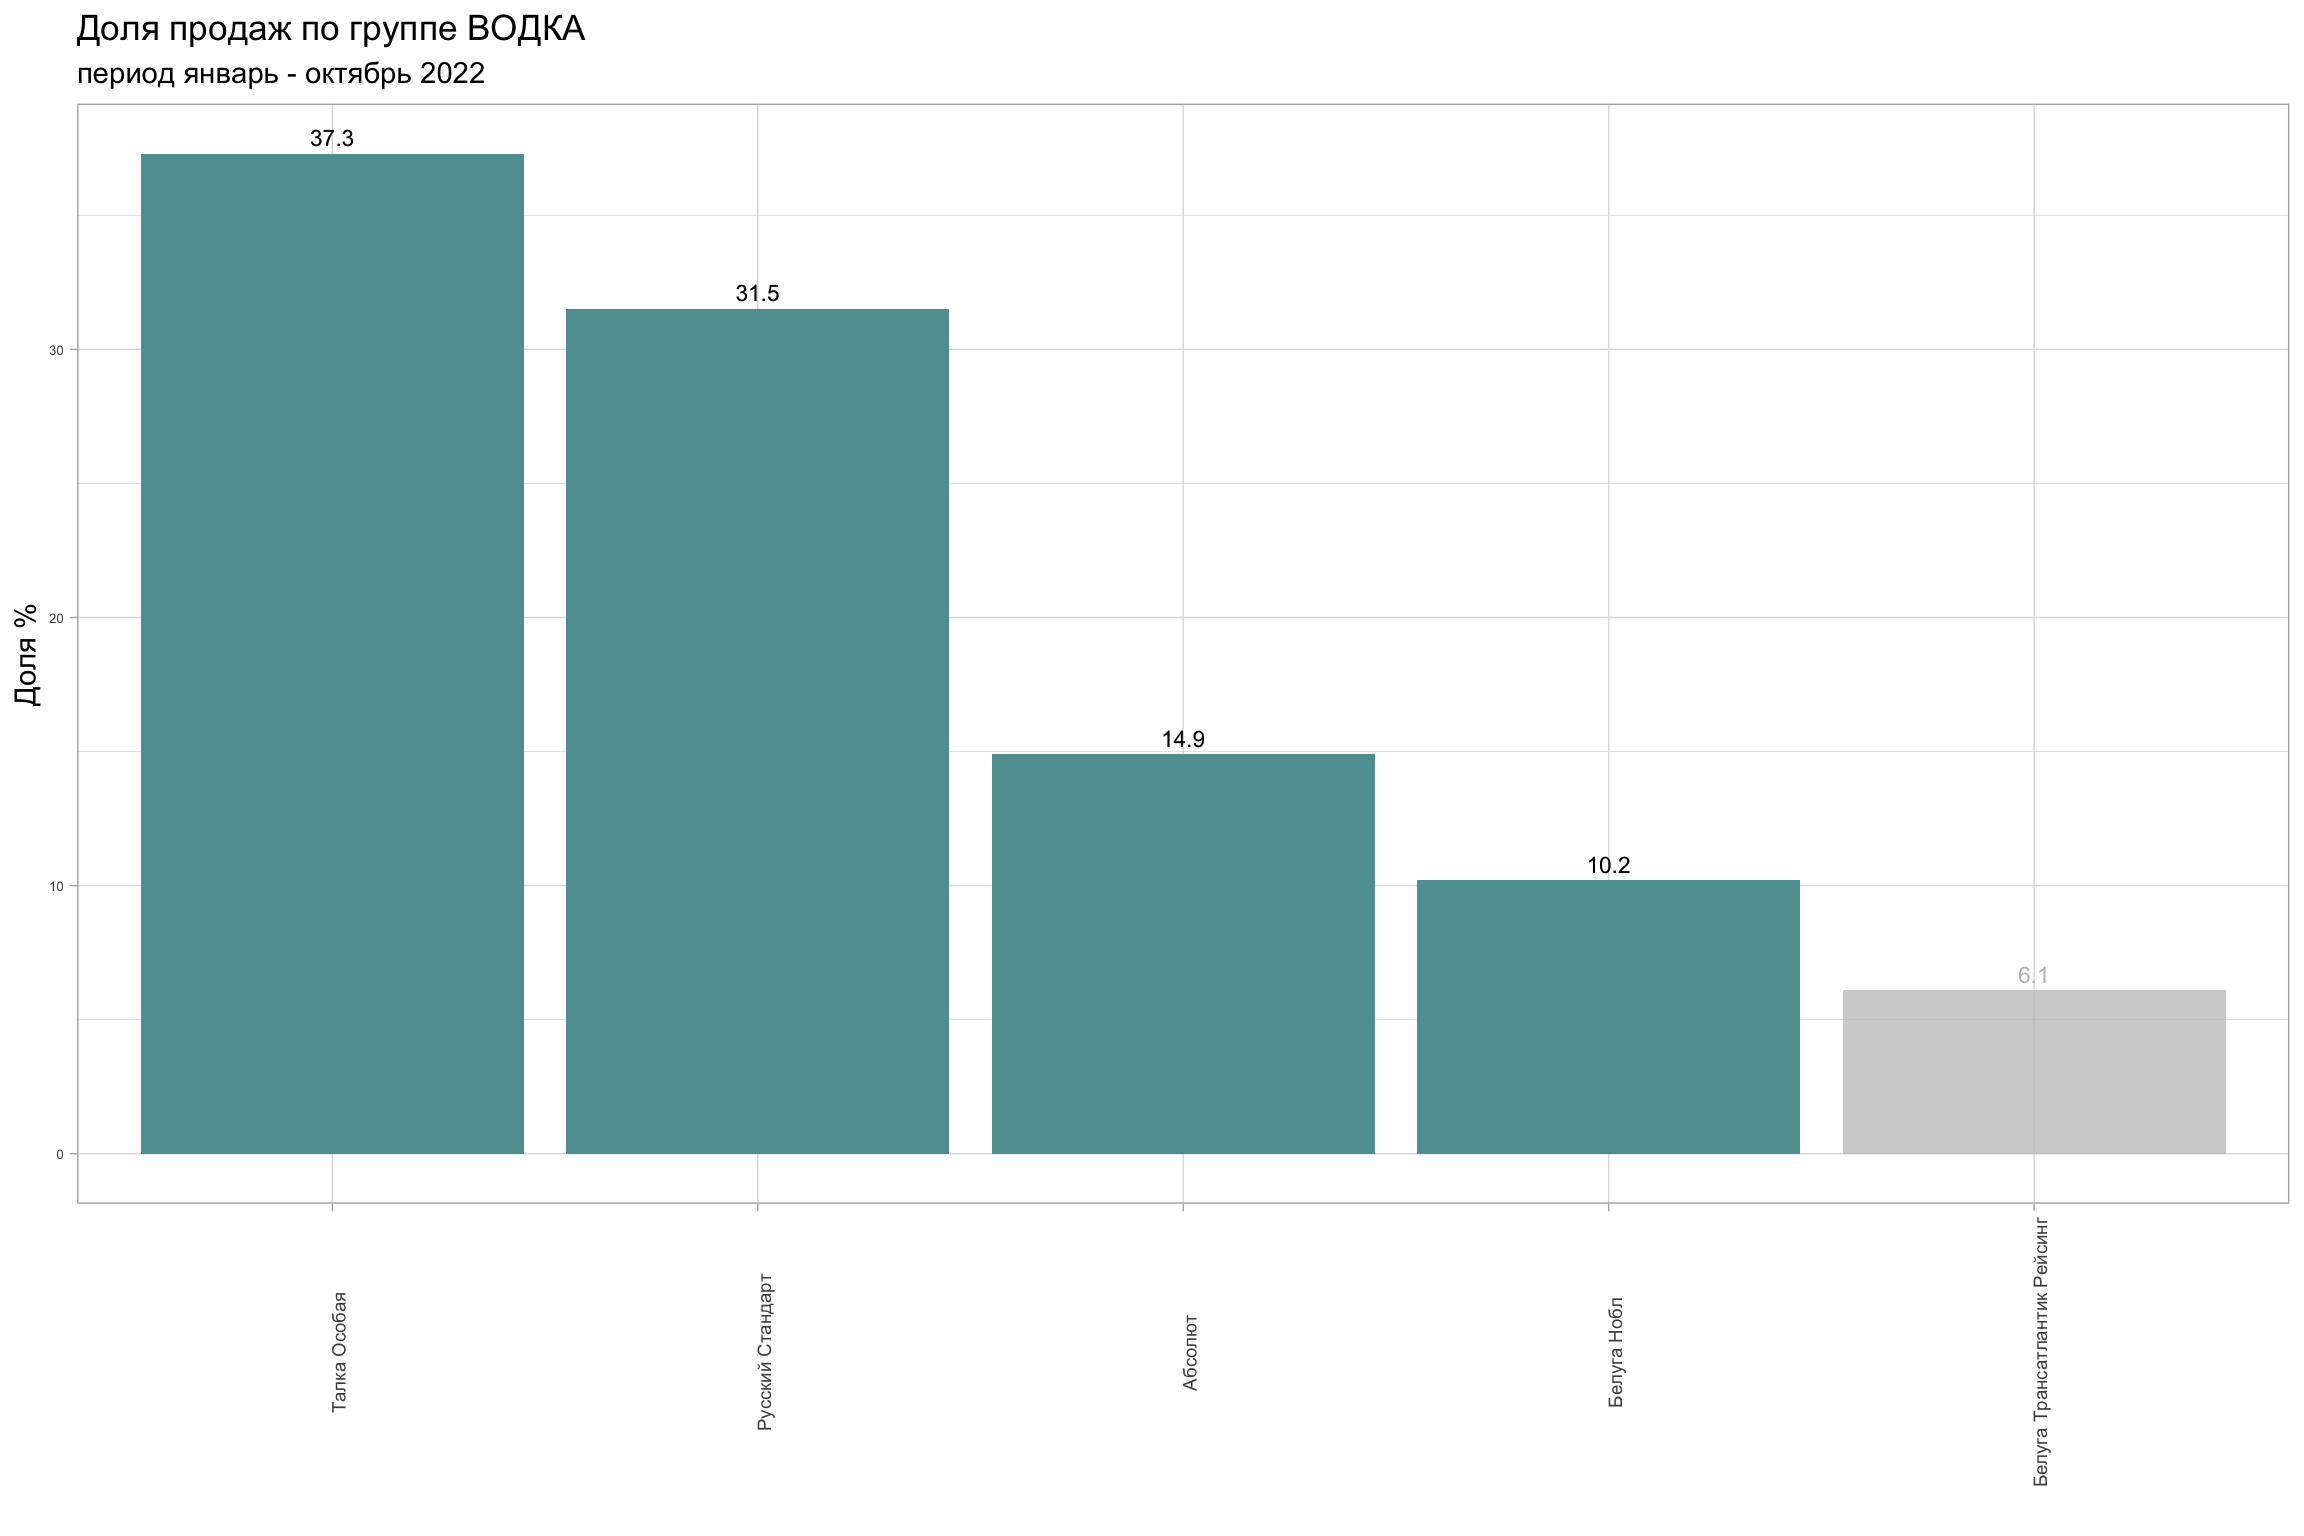 Доля продаж по группе ВОДКА
период январь - октябрь 2022
Доля %
30
20
10
0
37.3
31.5
14.9
10.2
6.1
Талка Особая
Русский Стандарт
Абсолют
Белуга Нобл
Белуга Трансатлантик Рейсинг